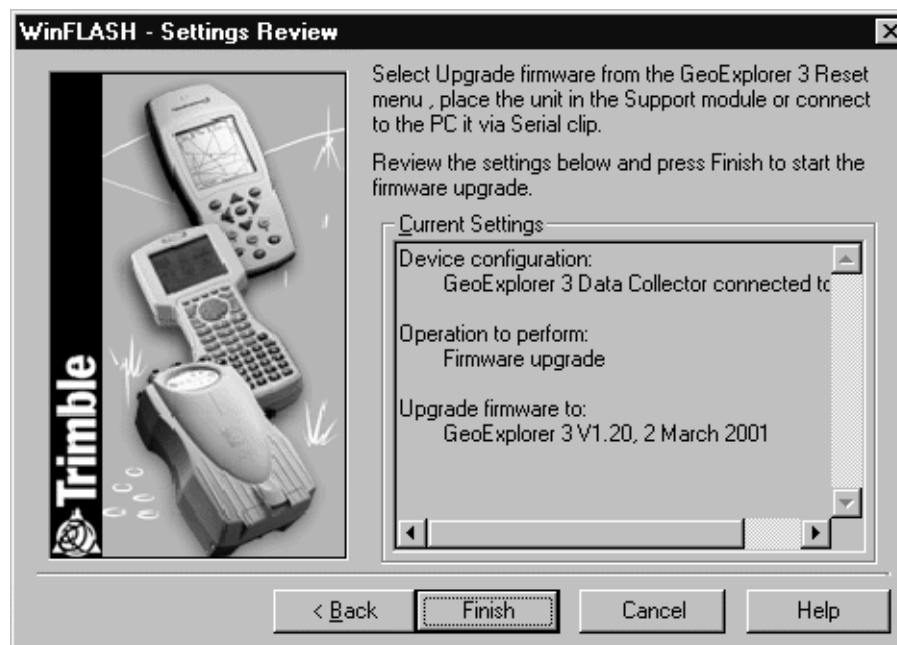 WinFLASH - Settings Review
Select Upgrade firmware from the GeoExplorer 3 Reset
menu , place the unit in the Support module or connect
to the PC it via Serial clip.
Review the settings below and press Finish to start the
firmware upgrade.
Current Settings
Device configuration:
GeoExplorer 3 Data Collector connected to
Operation to perform:
Firmware upgrade
Upgrade firmware to:
GeoExplorer 3 V1.20, 2 March 2001
Trimble
< Back
Finish
Cancel
Help